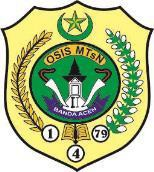 OSIS MTsN
BANDA ACEH
1 79
4